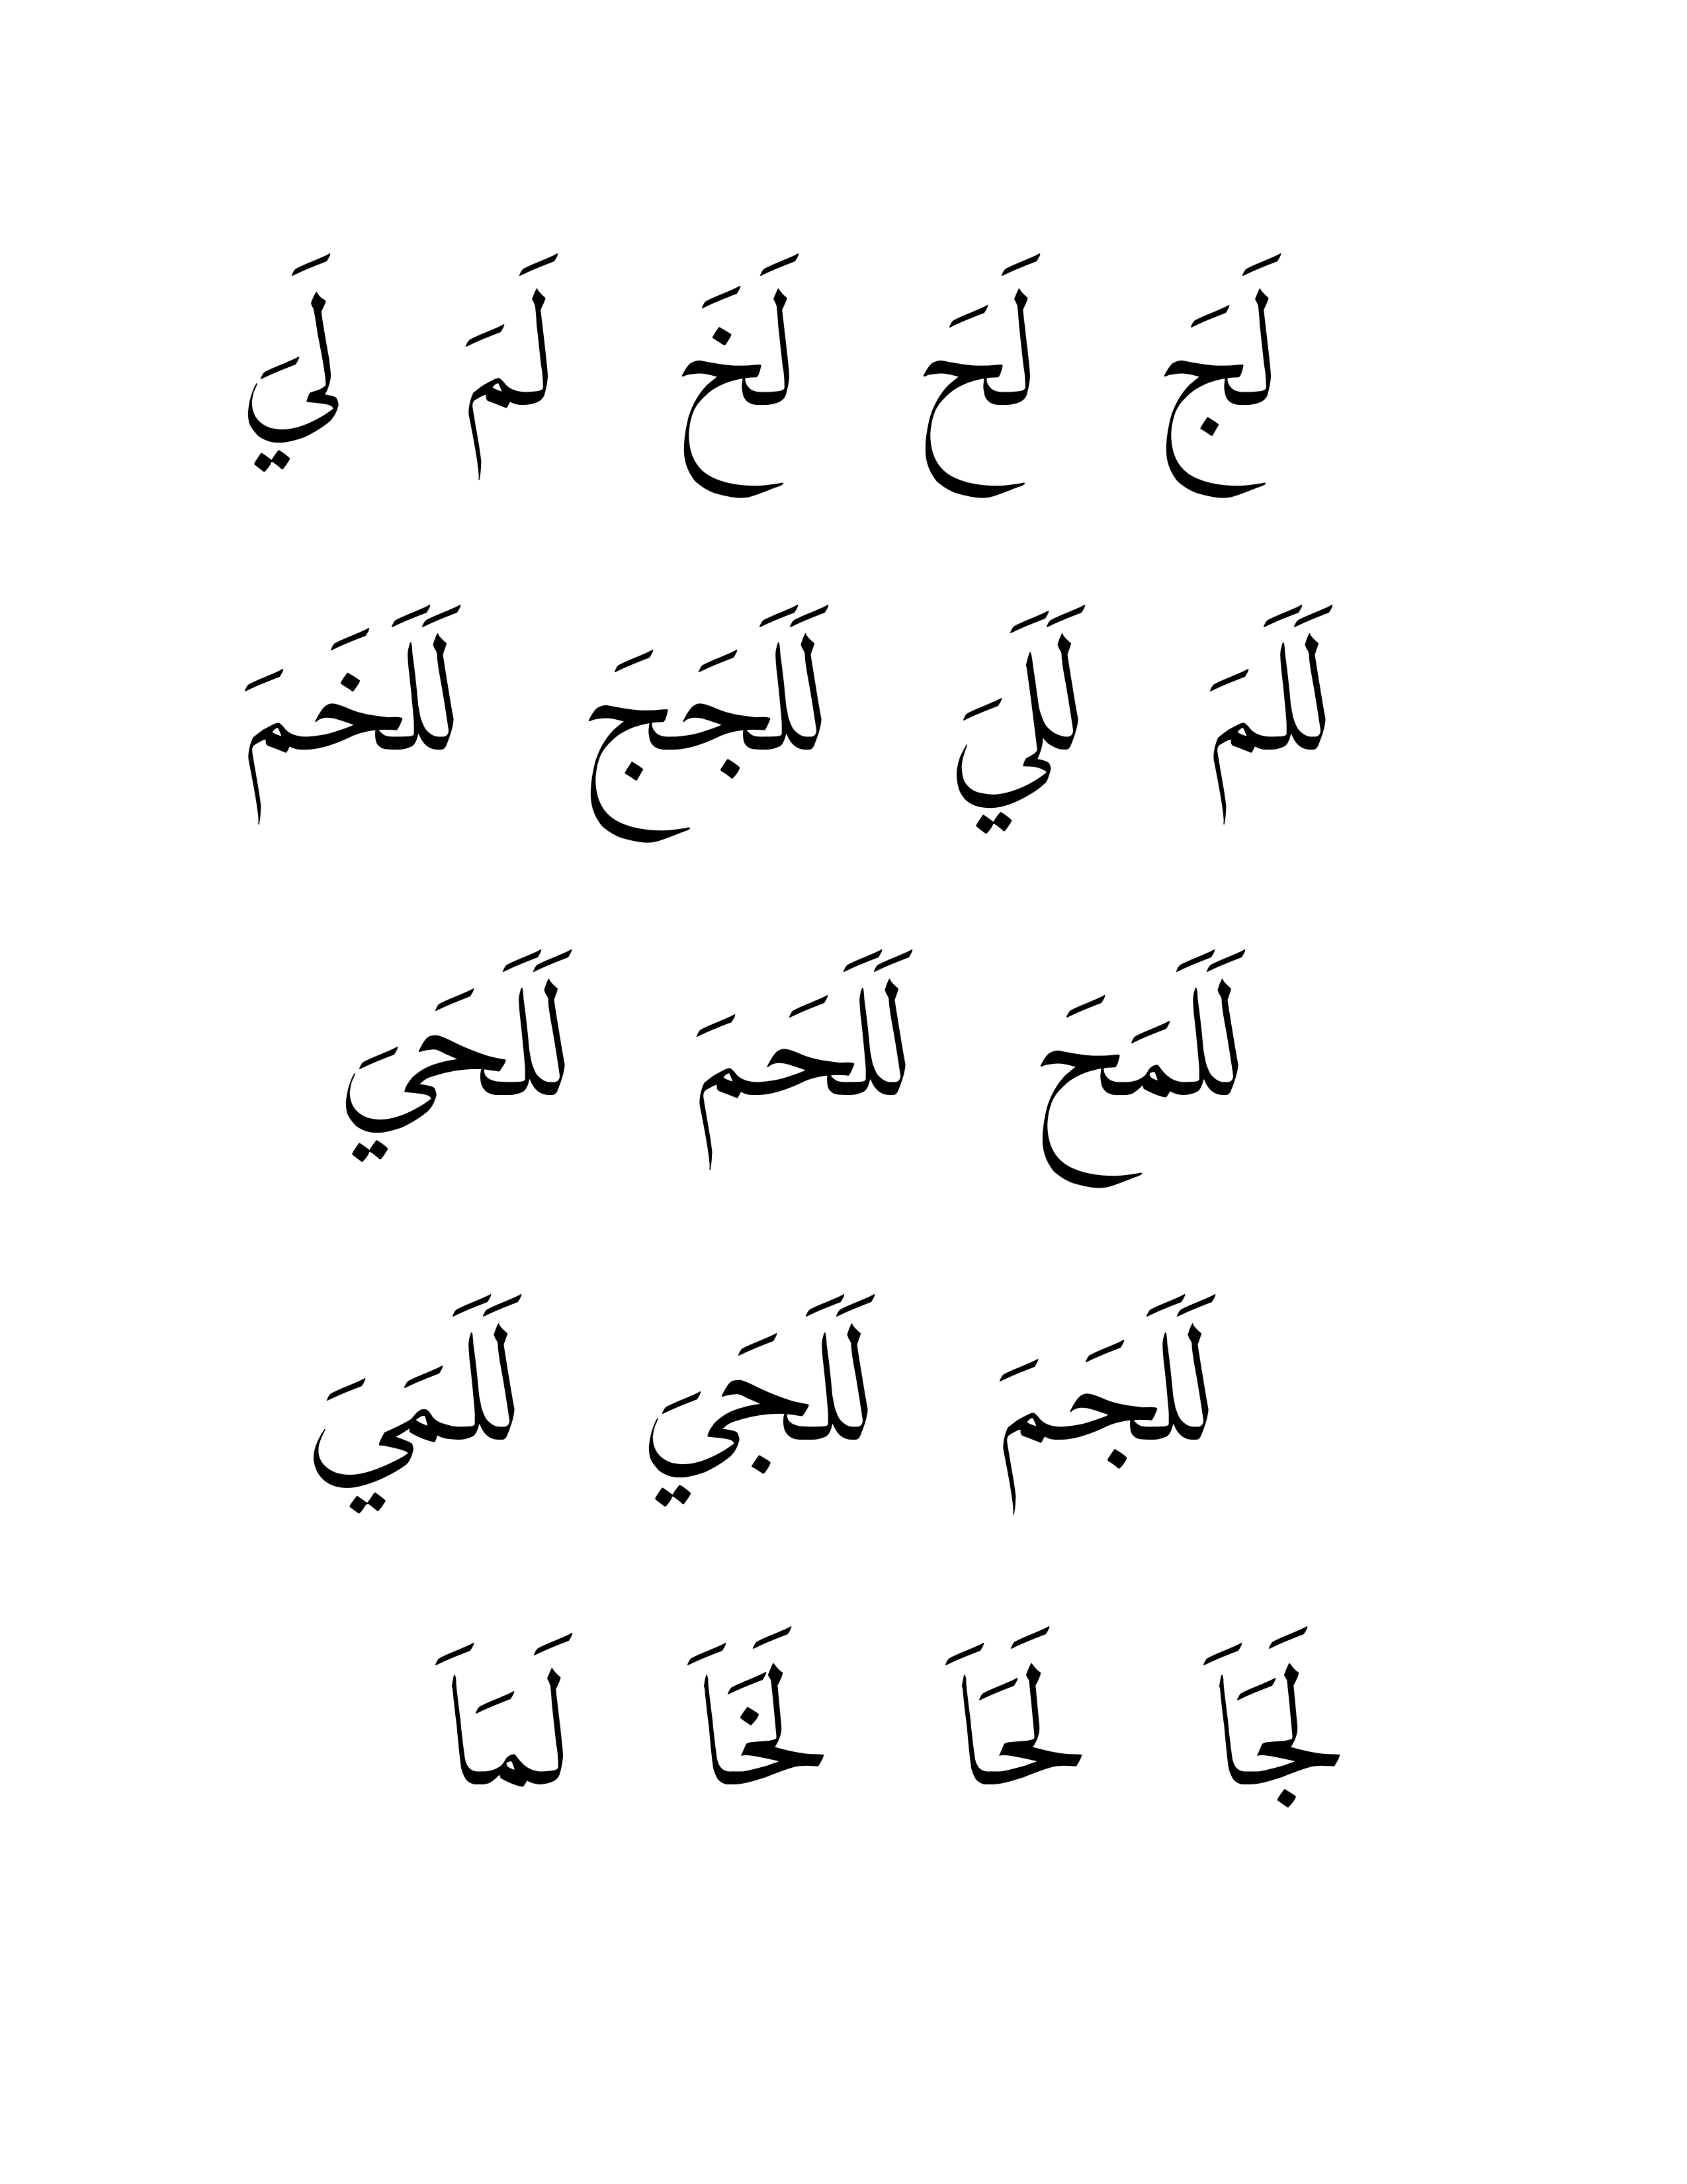 لَجَ لَحَ لَخَ لَمَ لَيَ
لَلَمَ لَلَيَ لَلَجَجَ لَلَخَمَ
لَلَمَحَ لَلَحَمَ لَلَحَيَ
لَلَجَمَ لَلَجَيَ لَلَمَيَ
لَجَاَ لَحَاَ لَخَاَ لَمَاَ